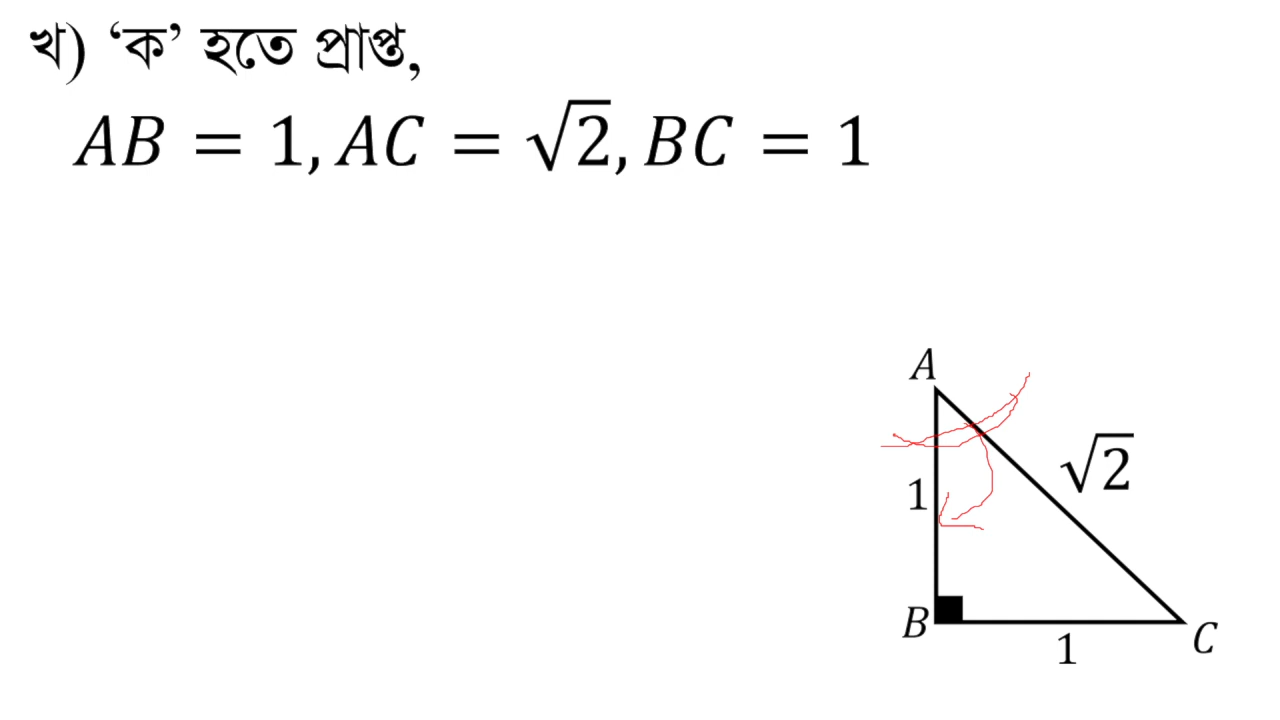 খ) ‘ক’ হতে প্রাপ্ত,
AB = 1, AC = √2, BC = 1
A
√2
1
B
C
1